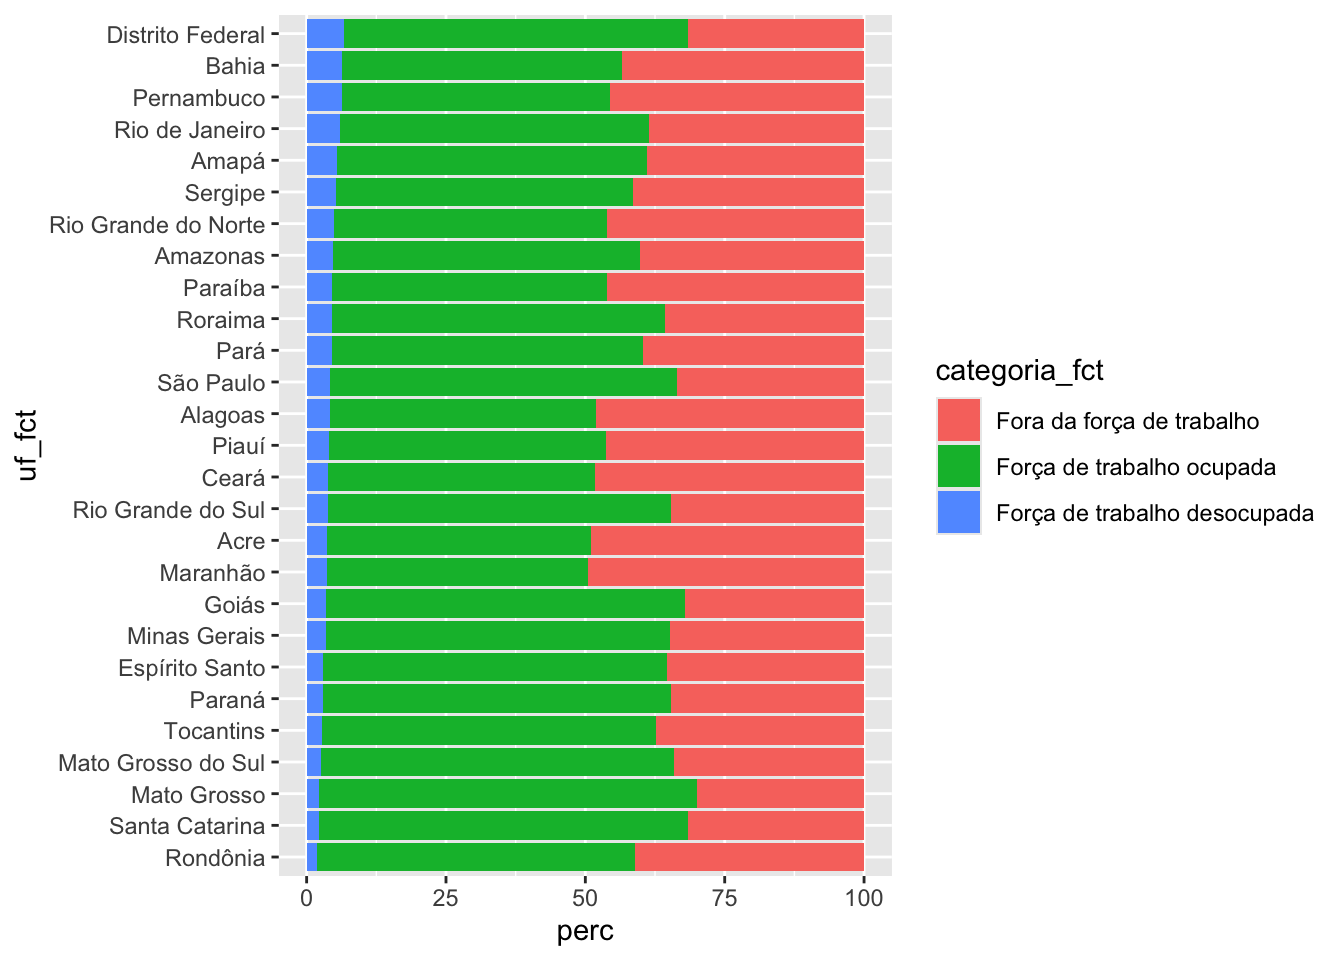 Distrito Federal
Bahia
Pernambuco
Rio de Janeiro
Amapá
Sergipe
Rio Grande do Norte
Amazonas
Paraíba
Roraima
Pará
São Paulo
Alagoas
Piauí
Ceará
Rio Grande do Sul
Acre
Maranhão
Goiás
Minas Gerais
Espírito Santo
Paraná
Tocantins
Mato Grosso do Sul
Mato Grosso
Santa Catarina
Rondônia
uf_fct
0 25 50 75 100
perc
categoria_fct
Fora da força de trabalho
Força de trabalho ocupada
Força de trabalho desocupada